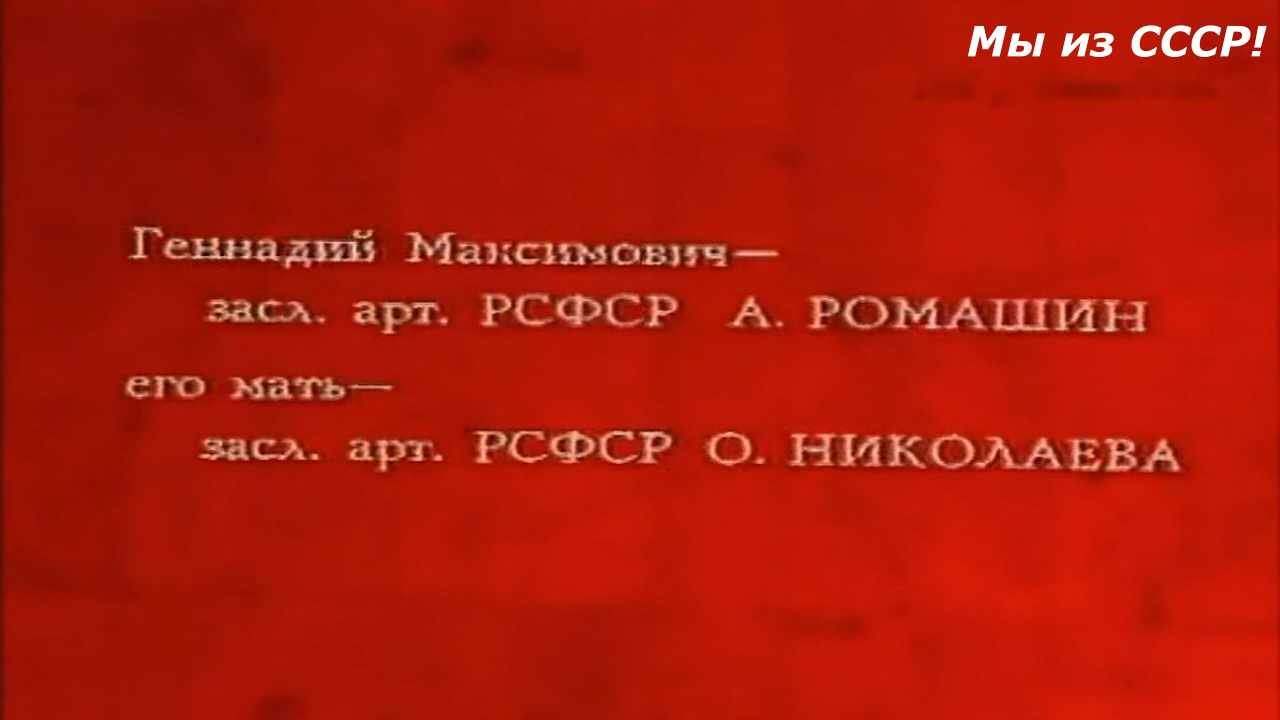 Мы из СССР!
Геннадий Максимович—
засл. арт. РСФСР А. РОМАШИН
его мать—
засл. арт. РСФСР О. НИКОЛАЕВА